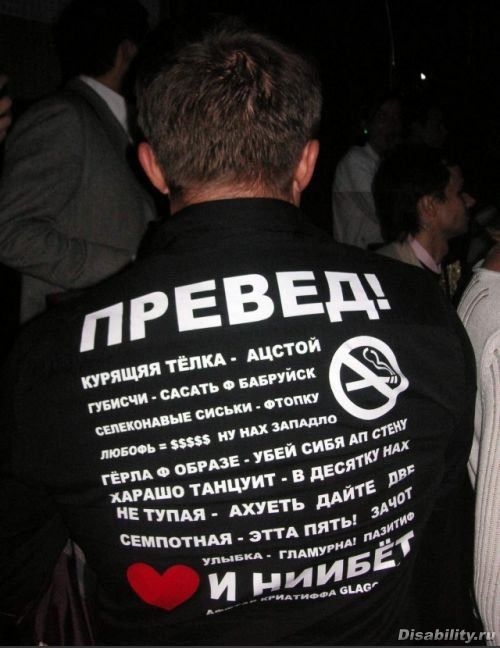 ПРЕВЕД!
КУРЯЩЯЯ ТЁЛКА - АЦСТОЙ
ГУБИСЧИ - САСАТЬ Ф БАБРУЙСК
СЕЛЕКОНАВЫЕ СИСЬКИ - ФТОПКУ
ЛЮБОФЬ = $$$$$ НУ НАХ ЗАПАДЛО
ГЁРЛА Ф ОБРАЗЕ - УБЕЙ СИБЯ АП СТЕНУ
ХАРАШО ТАНЦУИТ - В ДЕСЯТКУ НАХ
НЕ ТУПАЯ - АХУЕТЬ ДАЙТЕ ДВЕ
СЕМПОТНАЯ - ЭТТА ПЯТЬ! ЗАЧОТ
УЛЫБКА - ГЛАМУРНА! ПАЗИТИФ
И НИИБЁТ
КРИАТИФФА GLAG
Disability.ru